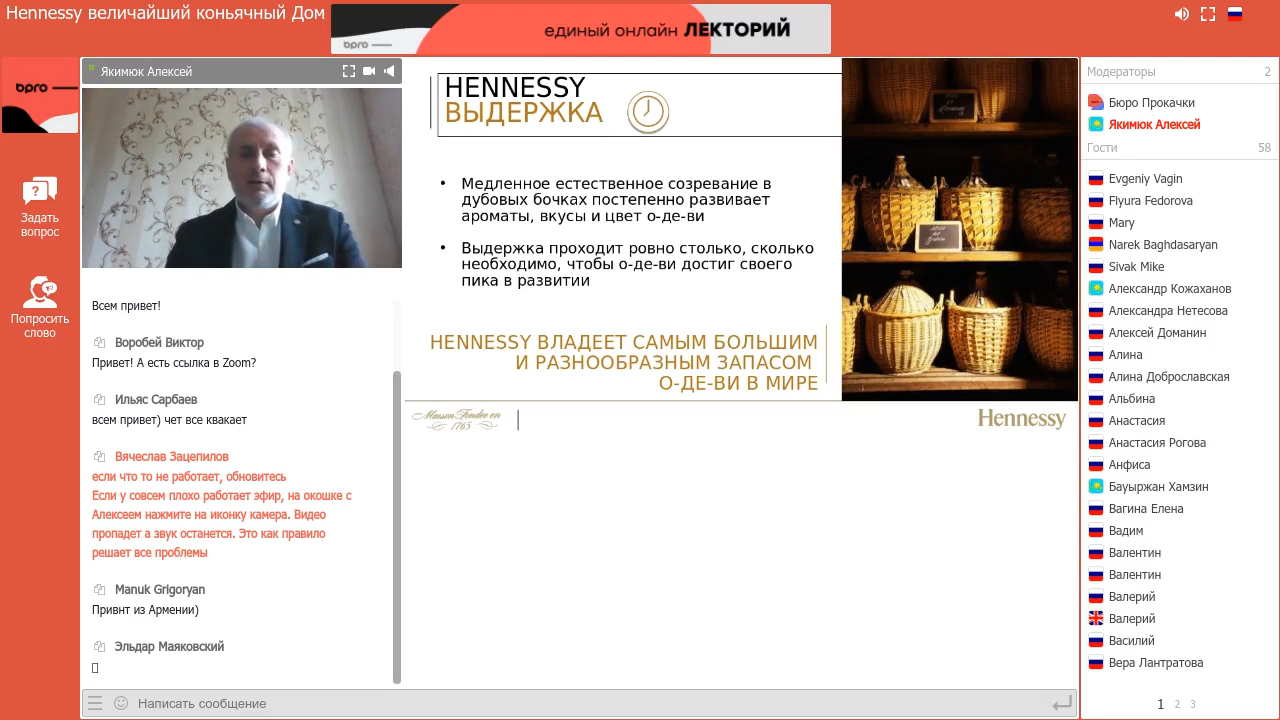 Hennessy величайший коньячный Дом
bpro
единый онлайн ЛЕКТОРИЙ
bpro
Задать
вопрос
Попросить
слово
Якимюк Алексей
Всем привет!
Воробей Виктор
Привет! А есть ссылка в Zoom?
Ильяс Сарбаев
всем привет) чет все квакает
Вячеслав Зацепилов
если что то не работает, обновитесь
Если у совсем плохо работает эфир, на окошке с
Алексеем нажмите на иконку камера. Видео
пропадет а звук останется. Это как правило
решает все проблемы
Manuk Grigoryan
Привнт из Армении)
Эльдар Маяковский
Написать сообщение
HENNESSY
ВЫДЕРЖКА
• Медленное естественное созревание в
дубовых бочках постепенно развивает
ароматы, вкусы и цвет о-де-ви
• Выдержка проходит ровно столько, сколько
необходимо, чтобы о-де-ви достиг своего
пика в развитии
HENNESSY ВЛАДЕЕТ САМЫМ БОЛЬШИМ
И РАЗНООБРАЗНЫМ ЗАПАСОМ
О-ДЕ-ВИ В МИРЕ
Maison Fondée en
1765
Hennessy
Модераторы 2
Бюро Прокачки
Якимюк Алексей
Гости 58
Evgeniy Vagin
Flyura Fedorova
Mary
Narek Baghdasaryan
Sivak Mike
Александр Кожаханов
Александра Нетесова
Алексей Доманин
Алина
Алина Доброславская
Альбина
Анастасия
Анастасия Рогова
Анфиса
Бауыржан Хамзин
Вагина Елена
Вадим
Валентин
Валентин
Валерий
Валерий
Василий
Вера Лантратова
1 2 3